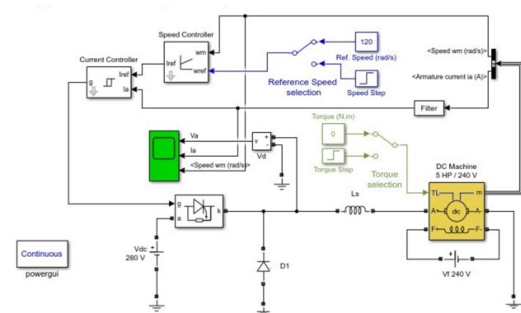 Speed Controller
wm
Iref
wref
Current Controller
g
Iref
Ia
120
Ref. Speed (rad/s)
Reference Speed
selection
Speed Step
<Speed wm (rad/s)>
<Armature current ia (A)>
Filter
Va
Ia
<Speed wm (rad/s)>
v
+
-
Vd
Torque (N.m)
0
Torque Step
Torque
selection
DC Machine
5 HP / 240 V
TL
m
A+
dc
A-
F+
F-
Ls
g
a
k
Vdc
280 V
D1
Vf 240 V
Continuous
powergui